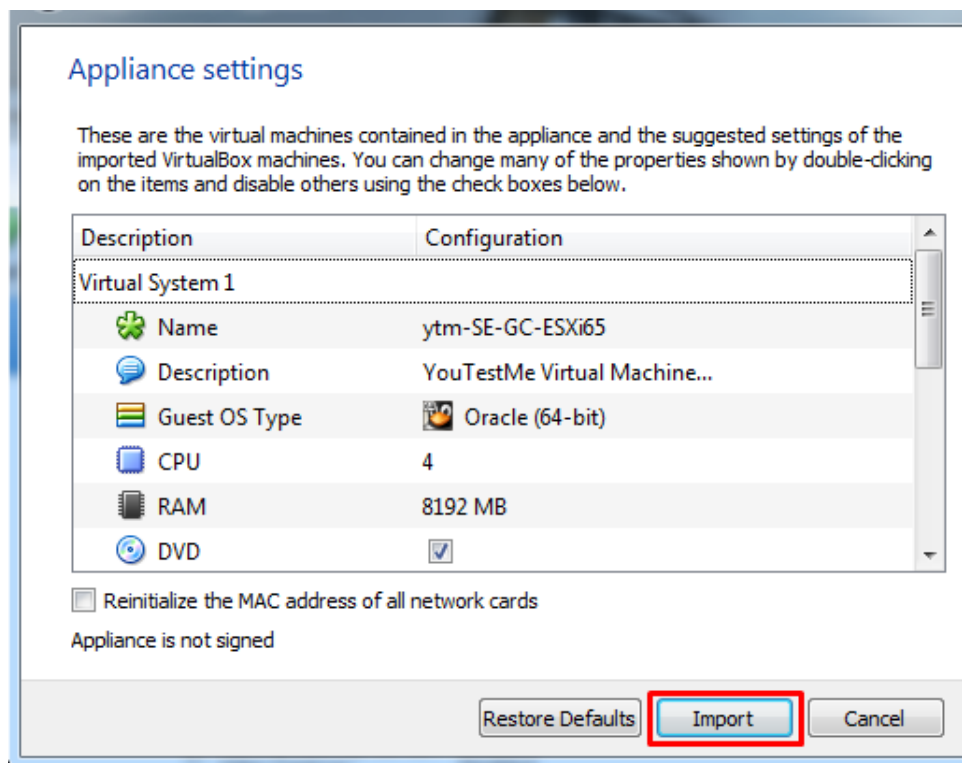 Appliance settings
These are the virtual machines contained in the appliance and the suggested settings of the
imported VirtualBox machines. You can change many of the properties shown by double-clicking
on the items and disable others using the check boxes below.
Description Configuration
Virtual System 1
Name ytm-SE-GC-ESXi65
Description YouTestMe Virtual Machine...
Guest OS Type Oracle (64-bit)
CPU 4
RAM 8192 MB
DVD
Reinitialize the MAC address of all network cards
Appliance is not signed
Restore Defaults Import Cancel